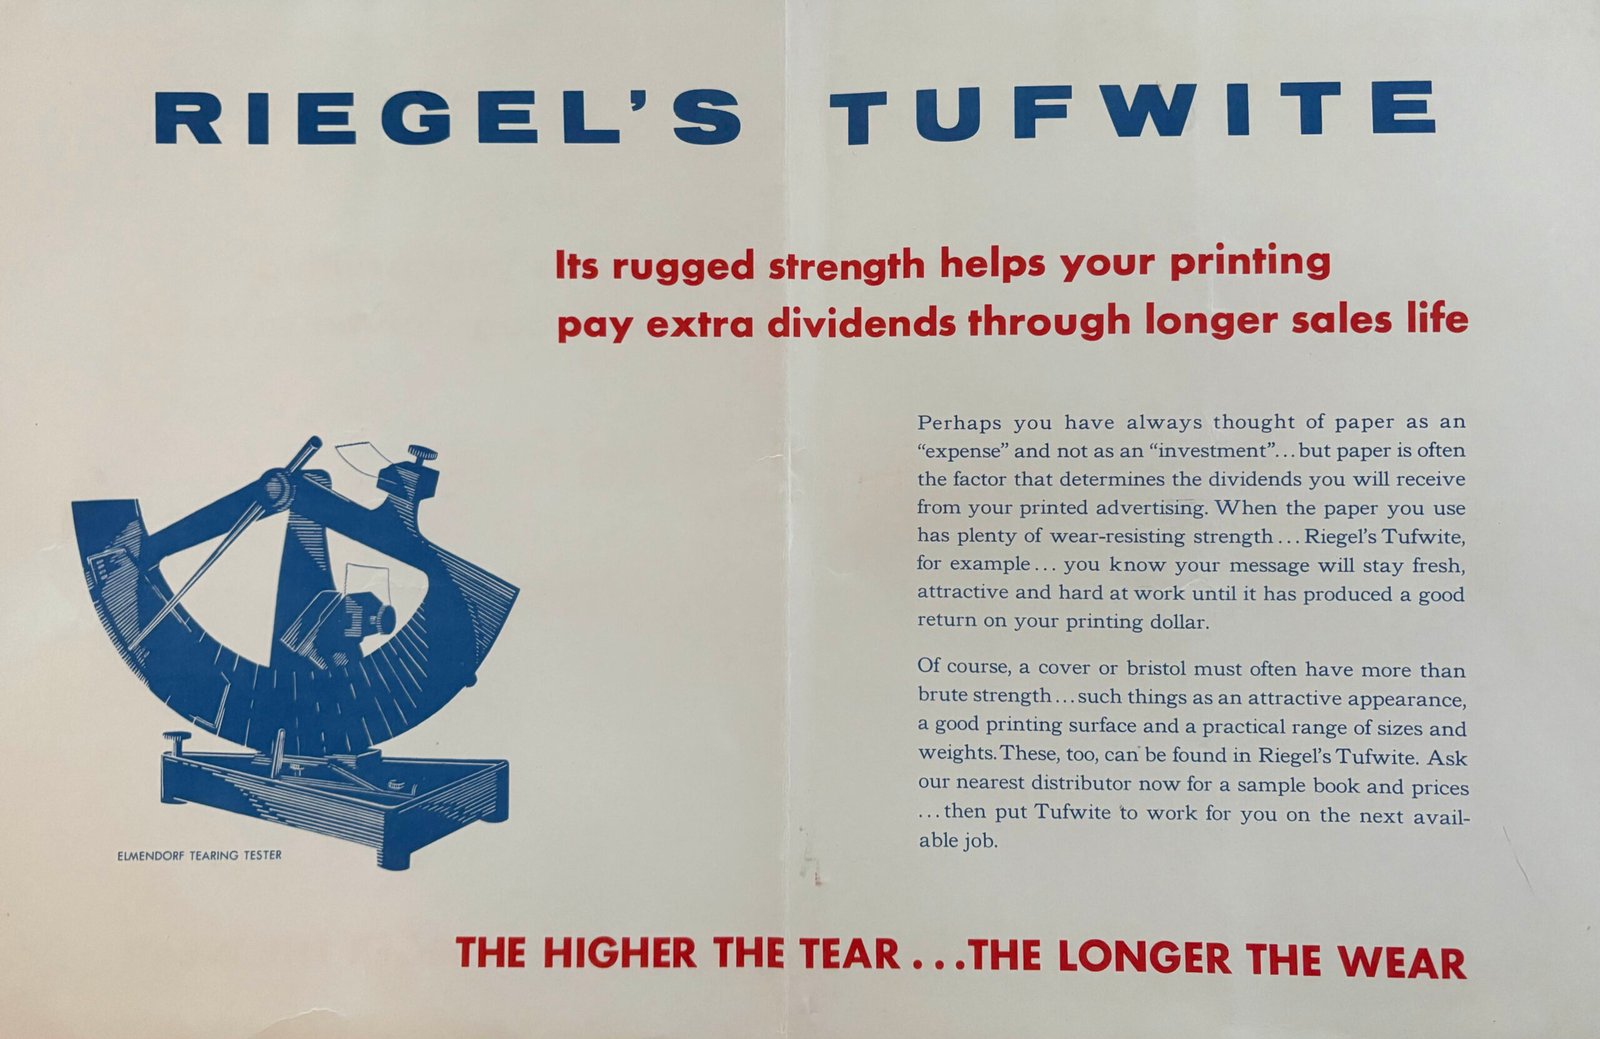 RIEGEL'S TUFWITE
Its rugged strength helps your printing
pay extra dividends through longer sales life
Perhaps you have always thought of paper as an
“expense” and not as an “investment”...but paper is often
the factor that determines the dividends you will receive
from your printed advertising. When the paper you use
has plenty of wear-resisting strength... Riegel's Tufwite,
for example... you know your message will stay fresh,
attractive and hard at work until it has produced a good
return on your printing dollar.
Of course, a cover or bristol must often have more than
brute strength...such things as an attractive appearance,
a good printing surface and a practical range of sizes and
weights. These, too, can be found in Riegel's Tufwite. Ask
our nearest distributor now for a sample book and prices
...then put Tufwite to work for you on the next avail-
able job.
ELMENDORF TEARING TESTER
THE HIGHER THE TEAR...THE LONGER THE WEAR